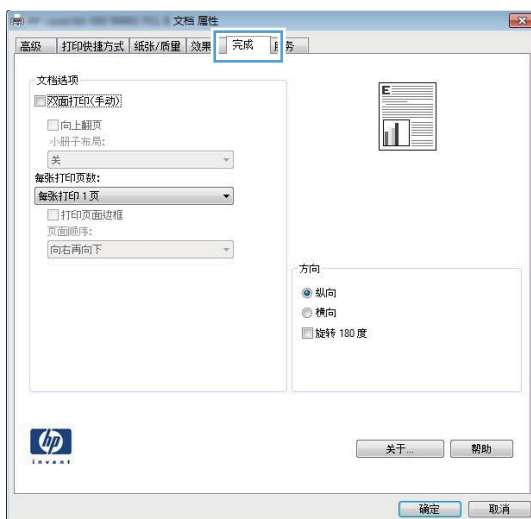 文档 属性
高级 打印快捷方式 纸张/质量 效果 完成 务
文档选项
双面打印(手动)
向上翻页
小册子布局:
关
每张打印页数:
每张打印 1 页
打印页面边框
页面顺序:
向右再向下
E
方向
纵向
横向
旋转 180 度
hp
invent
关于... 帮助
确定 取消